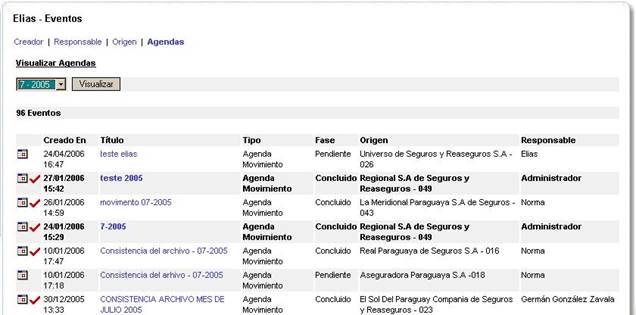 Elias - Eventos
Creador | Responsable | Origen | Agendas
Visualizar Agendas
7 - 2005 Visualizar
96 Eventos
Creado En Título Tipo Fase Origen Responsable
24/04/2006 teste elias Agenda Pendiente Universo de Seguros y Reaseguros S.A - Elias
16:47 Movimiento 026
27/01/2006 teste 2005 Agenda Concluido Regional S.A de Seguros y Administrador
15:42 Movimiento Reaseguros - 049
26/01/2006 movimento 07-2005 Agenda Concluido La Meridional Paraguaya S.A de Seguros - Norma
14:59 Movimiento 043
24/01/2006 7-2005 Agenda Concluido Regional S.A de Seguros y Administrador
15:29 Movimiento Reaseguros - 049
10/01/2006 Consistencia del archivo - 07-2005 Agenda Concluido Real Paraguaya de Seguros S.A - 016 Norma
17:47 Movimiento
10/01/2006 Consistencia del arhivo - 07-2005 Agenda Pendiente Aseguradora Paraguaya S.A -018 Norma
17:18 Movimiento
30/12/2005 CONSISTENCIA ARCHIVO MES DE Agenda Concluido El Sol Del Paraguay Compania de Seguros Germán González Zavala
13:33 JULIO 2005 Movimiento y Reaseguros - 023